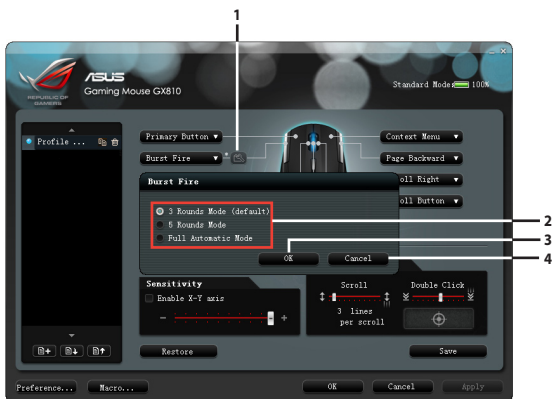 1
REPUBLIC OF
GAMERS
ASUS
Gaming Mouse GX810
Standard Mode 100%
Profile ...
Primary Button
Context Menu
Burst Fire
Page Backward
oll Right
oll Button
Burst Fire
3 Rounds Mode (default)
5 Rounds Mode
Full Automatic Mode
2
OK
3
Cancel
4
Sensitivity
Enable X-Y axis
- +
Scroll
3 lines
per scroll
Double Click
Restore
Save
Preference...
Macro...
OK
Cancel
Apply